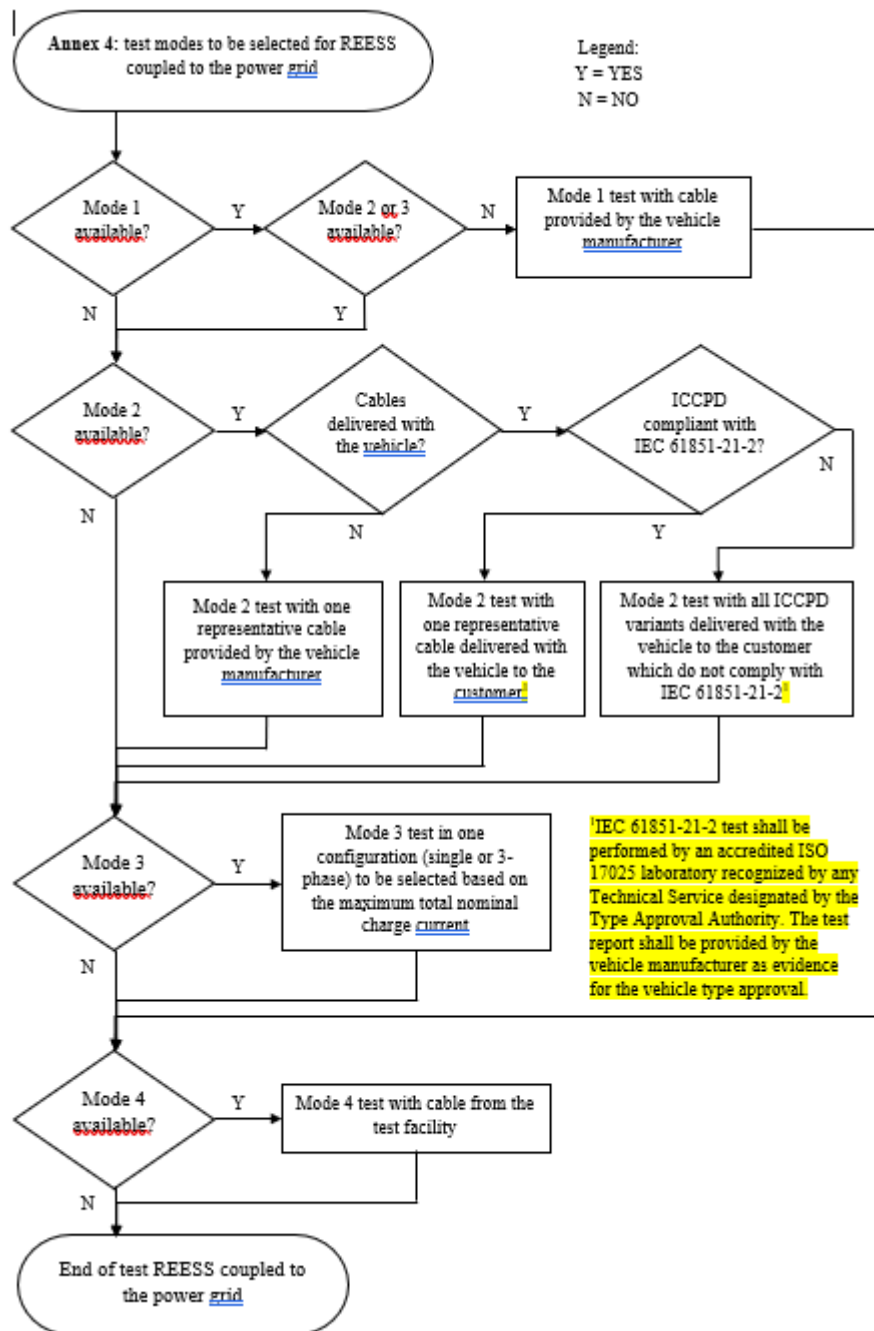 Annex 4: test modes to be selected for REESS
coupled to the power grid
Legend:
Y = YES
N = NO
Mode 1
available?
Y
Mode 2 or 3
available?
N
Mode 1 test with cable
provided by the vehicle
manufacturer
N
Y
Mode 2
available?
Y
Cables
delivered with
the vehicle?
Y
ICCPD
compliant with
IEC 61851-21-2?
N
N
N
Y
Mode 2 test with one
representative cable
provided by the vehicle
manufacturer
Mode 2 test with
one representative
cable delivered with
the vehicle to the
customer¹
Mode 2 test with all ICCPD
variants delivered with the
vehicle to the customer
which do not comply with
IEC 61851-21-2¹
Mode 3
available?
Y
Mode 3 test in one
configuration (single or 3-
phase) to be selected based on
the maximum total nominal
charge current
¹IEC 61851-21-2 test shall be
performed by an accredited ISO
17025 laboratory recognized by any
Technical Service designated by the
Type Approval Authority. The test
report shall be provided by the
vehicle manufacturer as evidence
for the vehicle type approval.
N
Mode 4
available?
Y
Mode 4 test with cable from the
test facility
N
End of test REESS coupled to
the power grid